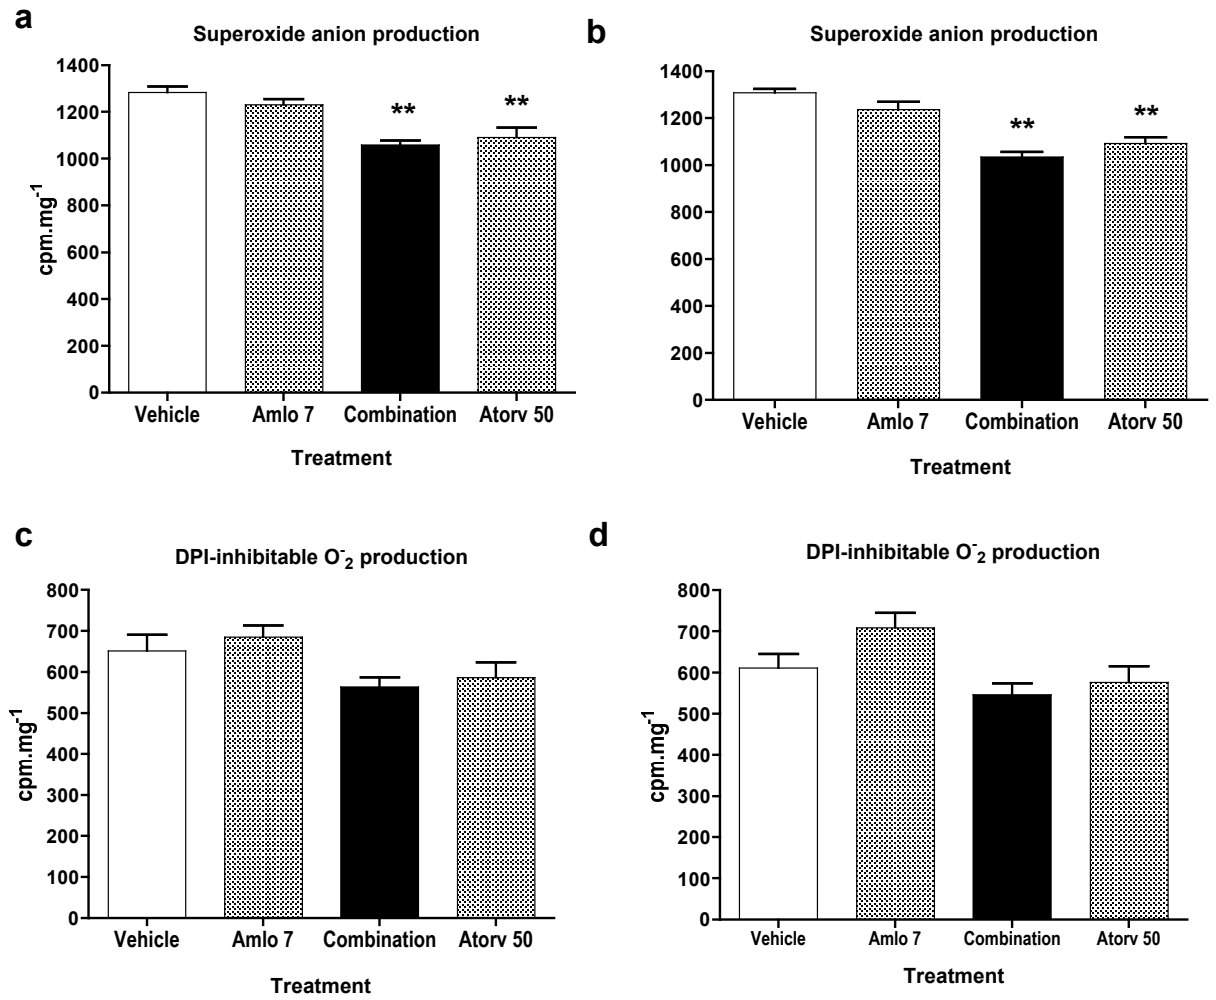 a
Superoxide anion production
1400
1200
1000
800
600
400
200
0
cpm.mg-1
** **
Vehicle Amlo 7 Combination Atorv 50
Treatment
b
Superoxide anion production
1400
1200
1000
800
600
400
200
0
** **
Vehicle Amlo 7 Combination Atorv 50
Treatment
c
DPI-inhibitable O-2 production
800
700
600
500
400
300
200
100
0
cpm.mg-1
Vehicle Amlo 7 Combination Atorv 50
Treatment
d
DPI-inhibitable O-2 production
800
700
600
500
400
300
200
100
0
cpm.mg-1
Vehicle Amlo 7 Combination Atorv 50
Treatment